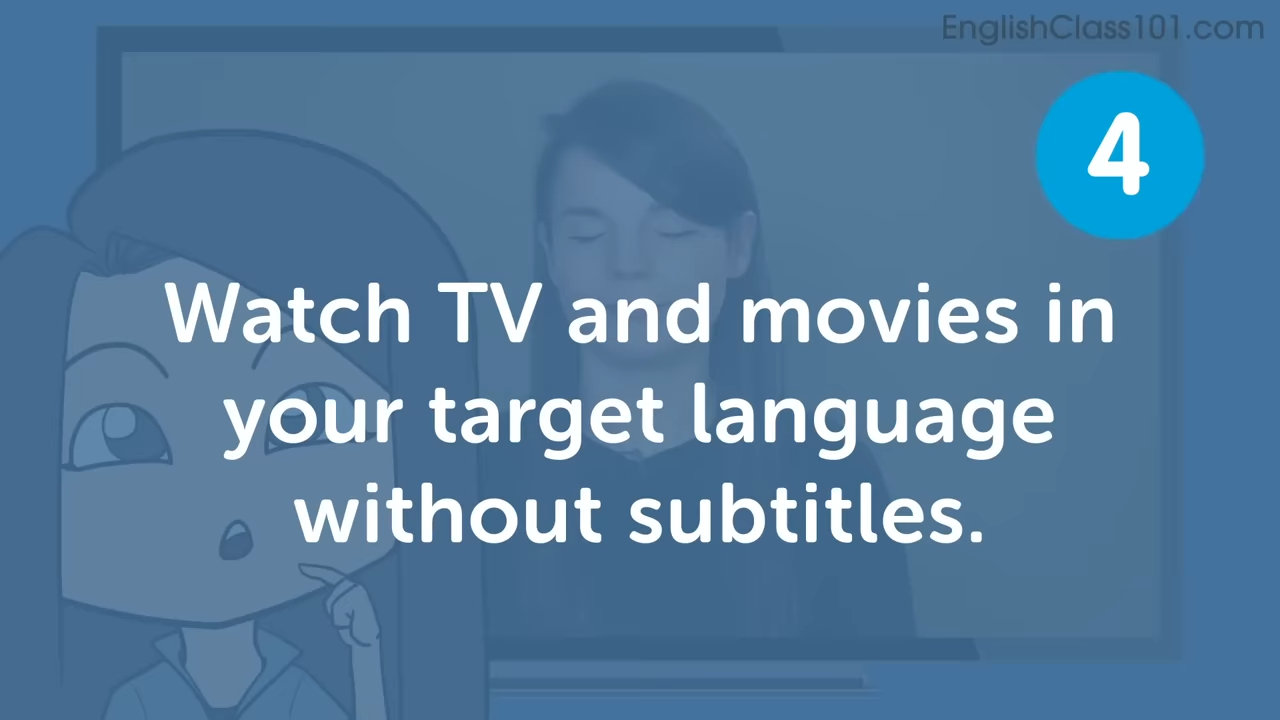 EnglishClass101.com
4
Watch TV and movies in
your target language
without subtitles.